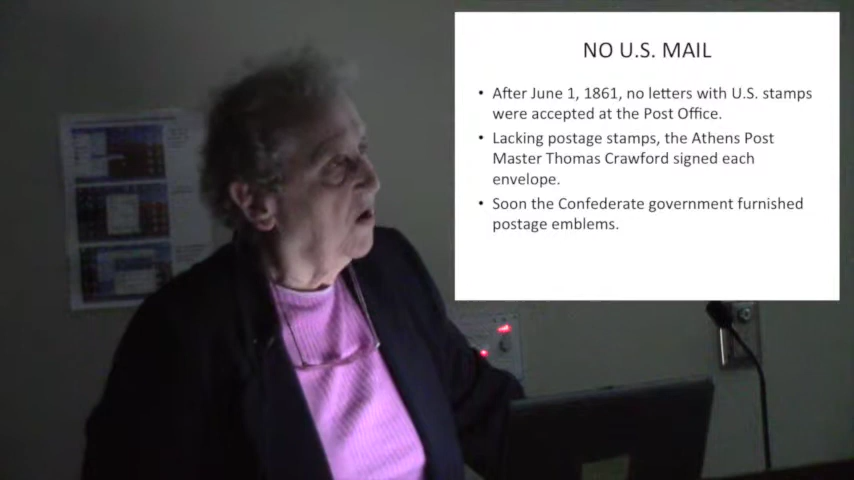 NO U.S. MAIL
• After June 1, 1861, no letters with U.S. stamps
were accepted at the Post Office.
• Lacking postage stamps, the Athens Post
Master Thomas Crawford signed each
envelope.
• Soon the Confederate government furnished
postage emblems.